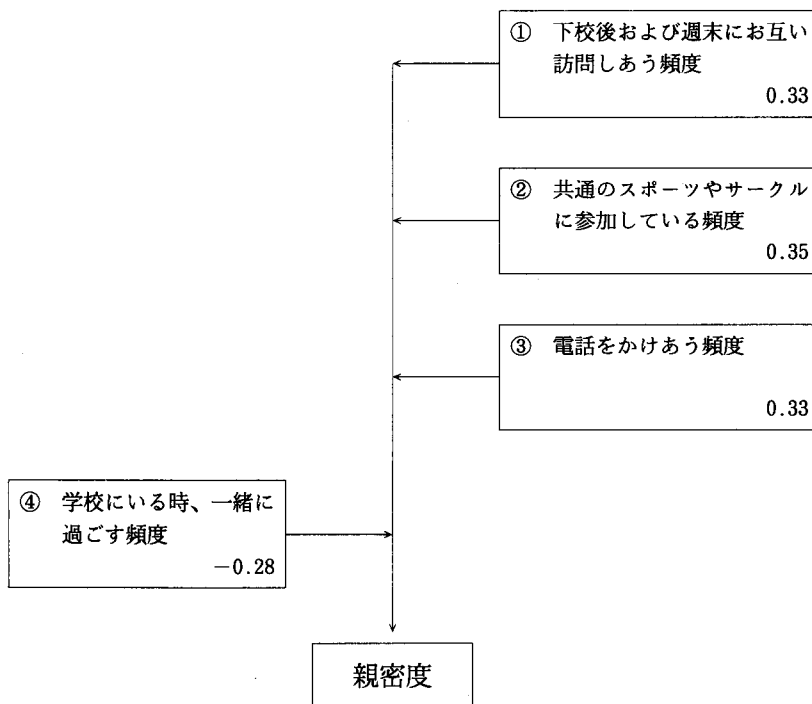 ① 下校後および週末にお互い
訪問しあう頻度
0.33
② 共通のスポーツやサークル
に参加している頻度
0.35
③ 電話をかけあう頻度
0.33
④ 学校にいる時、一緒に
過ごす頻度
−0.28
親密度